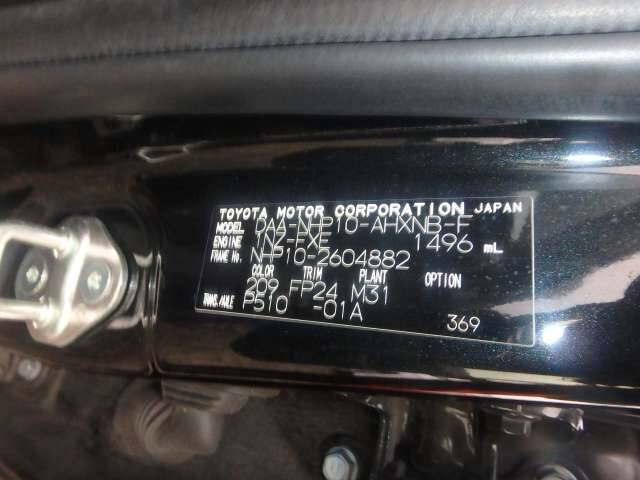 TOYOTA MOTOR CORPORATION JAPAN
MODEL DAA-NHP10-AHXNB-F
ENGINE 1NZ-FXE 1496 mL
FRAME No. NHP10-2604882
COLOR TRIM PLANT OPTION
209 FP24 M31
TRANS./AXLE P510 -01A
369